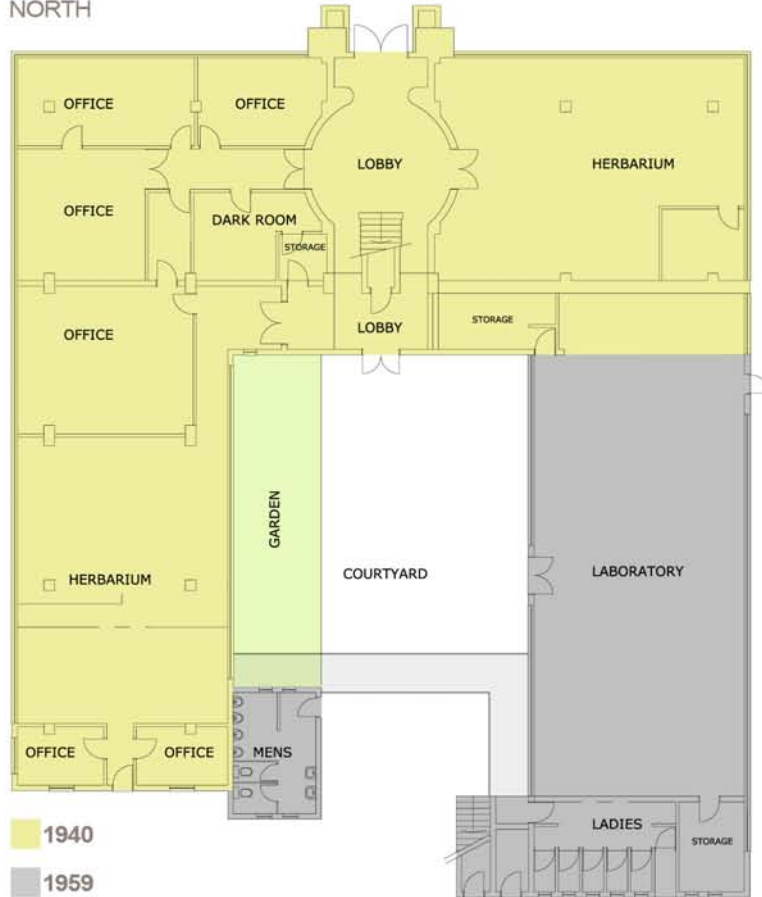 NORTH
OFFICE
OFFICE
LOBBY
HERBARIUM
OFFICE
DARK ROOM
STORAGE
OFFICE
LOBBY
STORAGE
GARDEN
COURTYARD
LABORATORY
HERBARIUM
OFFICE
OFFICE
MENS
LADIES
STORAGE
1940
1959